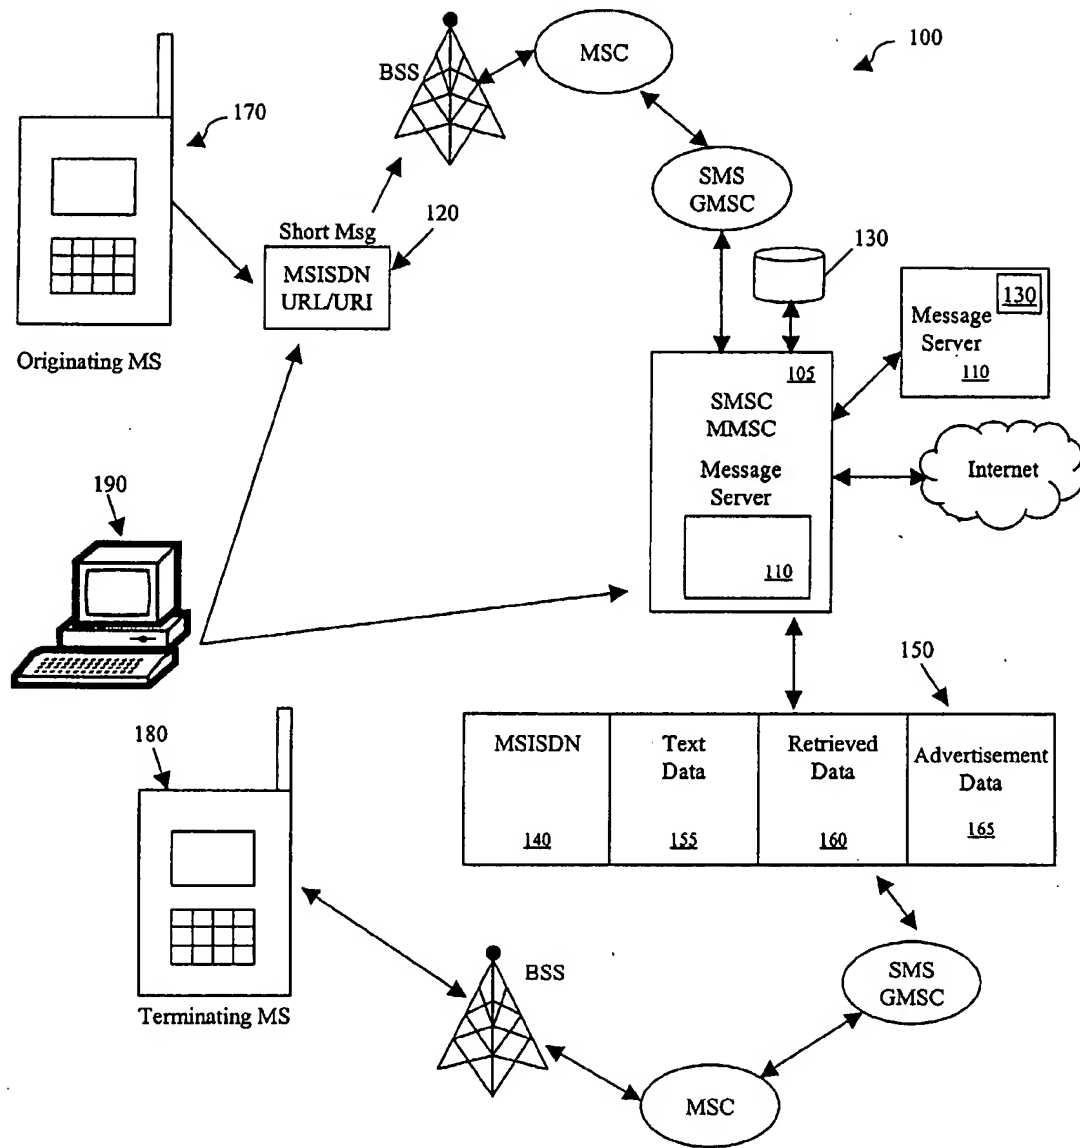 MSC
100
BSS
170
SMS
GMSC
Short Msg
120
MSISDN
URL/URI
130
130
Message
Server
110
Originating MS
105
SMSC
MMSC
Message
Server
110
Internet
190
150
180
MSISDN
140
Text
Data
155
Retrieved
Data
160
Advertisement
Data
165
Terminating MS
BSS
SMS
GMSC
MSC